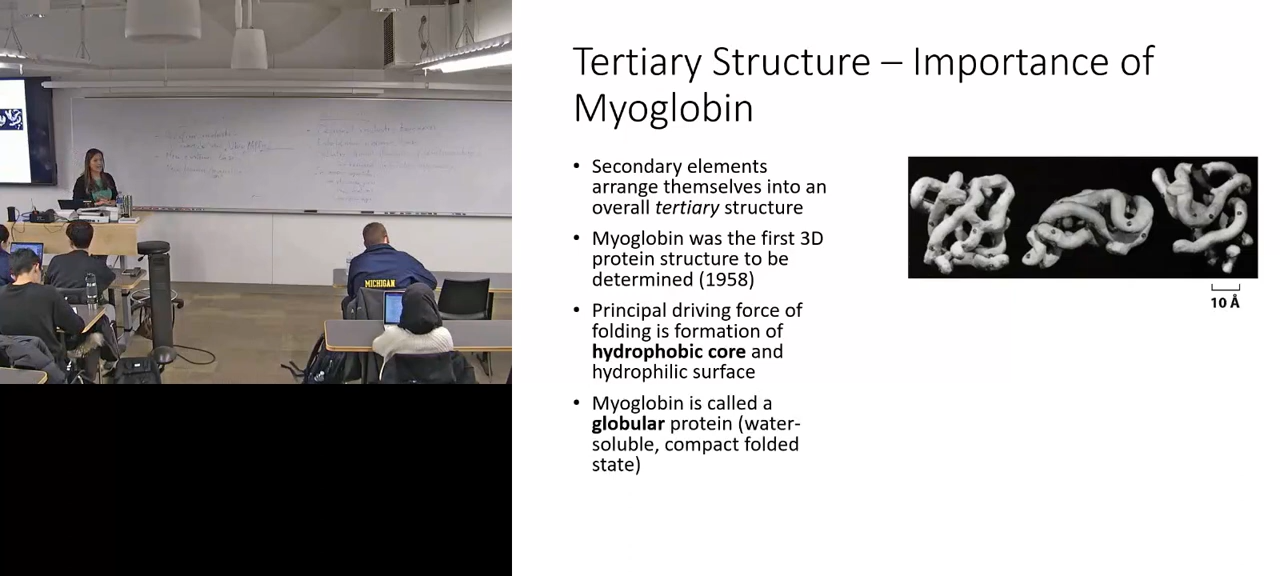 MICHIGAN
Tertiary Structure – Importance of
Myoglobin
• Secondary elements
arrange themselves into an
overall tertiary structure
• Myoglobin was the first 3D
protein structure to be
determined (1958)
• Principal driving force of
folding is formation of
hydrophobic core and
hydrophilic surface
• Myoglobin is called a
globular protein (water-
soluble, compact folded
state)
10 Å